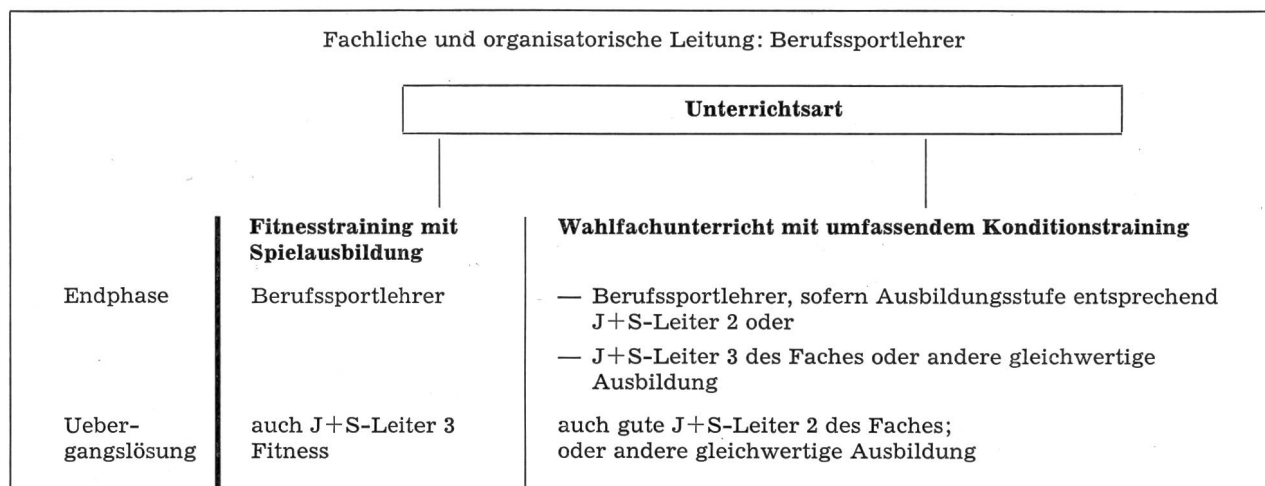 Fachliche und organisatorische Leitung: Berufssportlehrer
Unterrichtsart
Fitnesstraining mit
Spielausbildung
Wahlfachunterricht mit umfassendem Konditionstraining
Endphase
Berufssportlehrer
— Berufssportlehrer, sofern Ausbildungsstufe entsprechend
J+S-Leiter 2 oder
— J+S-Leiter 3 des Faches oder andere gleichwertige
Ausbildung
Ueber-
gangslösung
auch J+S-Leiter 3
Fitness
auch gute J+S-Leiter 2 des Faches;
oder andere gleichwertige Ausbildung